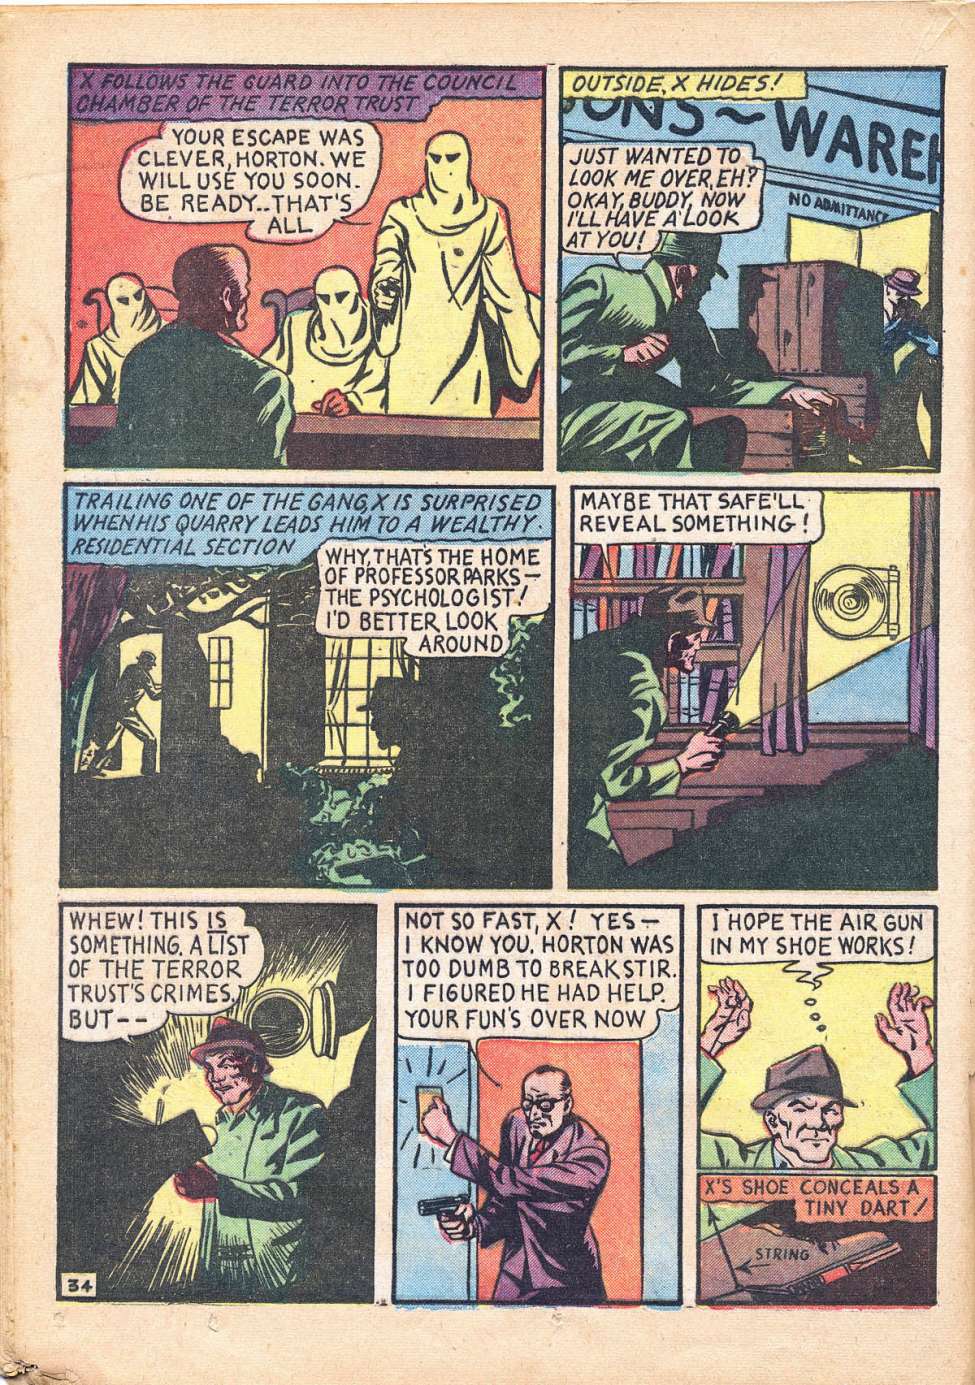 X FOLLOWS THE GUARD INTO THE COUNCIL
CHAMBER OF THE TERROR TRUST
YOUR ESCAPE WAS
CLEVER, HORTON. WE
WILL USE YOU SOON.
BE READY..THAT'S
ALL
OUTSIDE, X HIDES!
ONS ~ WAREH
NO ADMITTANCE
JUST WANTED TO
LOOK ME OVER, EH?
OKAY, BUDDY, NOW
I'LL HAVE A LOOK
AT YOU!
TRAILING ONE OF THE GANG, X IS SURPRISED
WHEN HIS QUARRY LEADS HIM TO A WEALTHY
RESIDENTIAL SECTION
WHY, THAT'S THE HOME
OF PROFESSOR PARKS—
THE PSYCHOLOGIST!
I'D BETTER LOOK
AROUND
MAYBE THAT SAFE'LL
REVEAL SOMETHING!
WHEW! THIS IS
SOMETHING. A LIST
OF THE TERROR
TRUST'S CRIMES.
BUT--
34
NOT SO FAST, X! YES—
I KNOW YOU. HORTON WAS
TOO DUMB TO BREAK STIR.
I FIGURED HE HAD HELP.
YOUR FUN'S OVER NOW
I HOPE THE AIR GUN
IN MY SHOE WORKS!
X'S SHOE CONCEALS A
TINY DART!
STRING